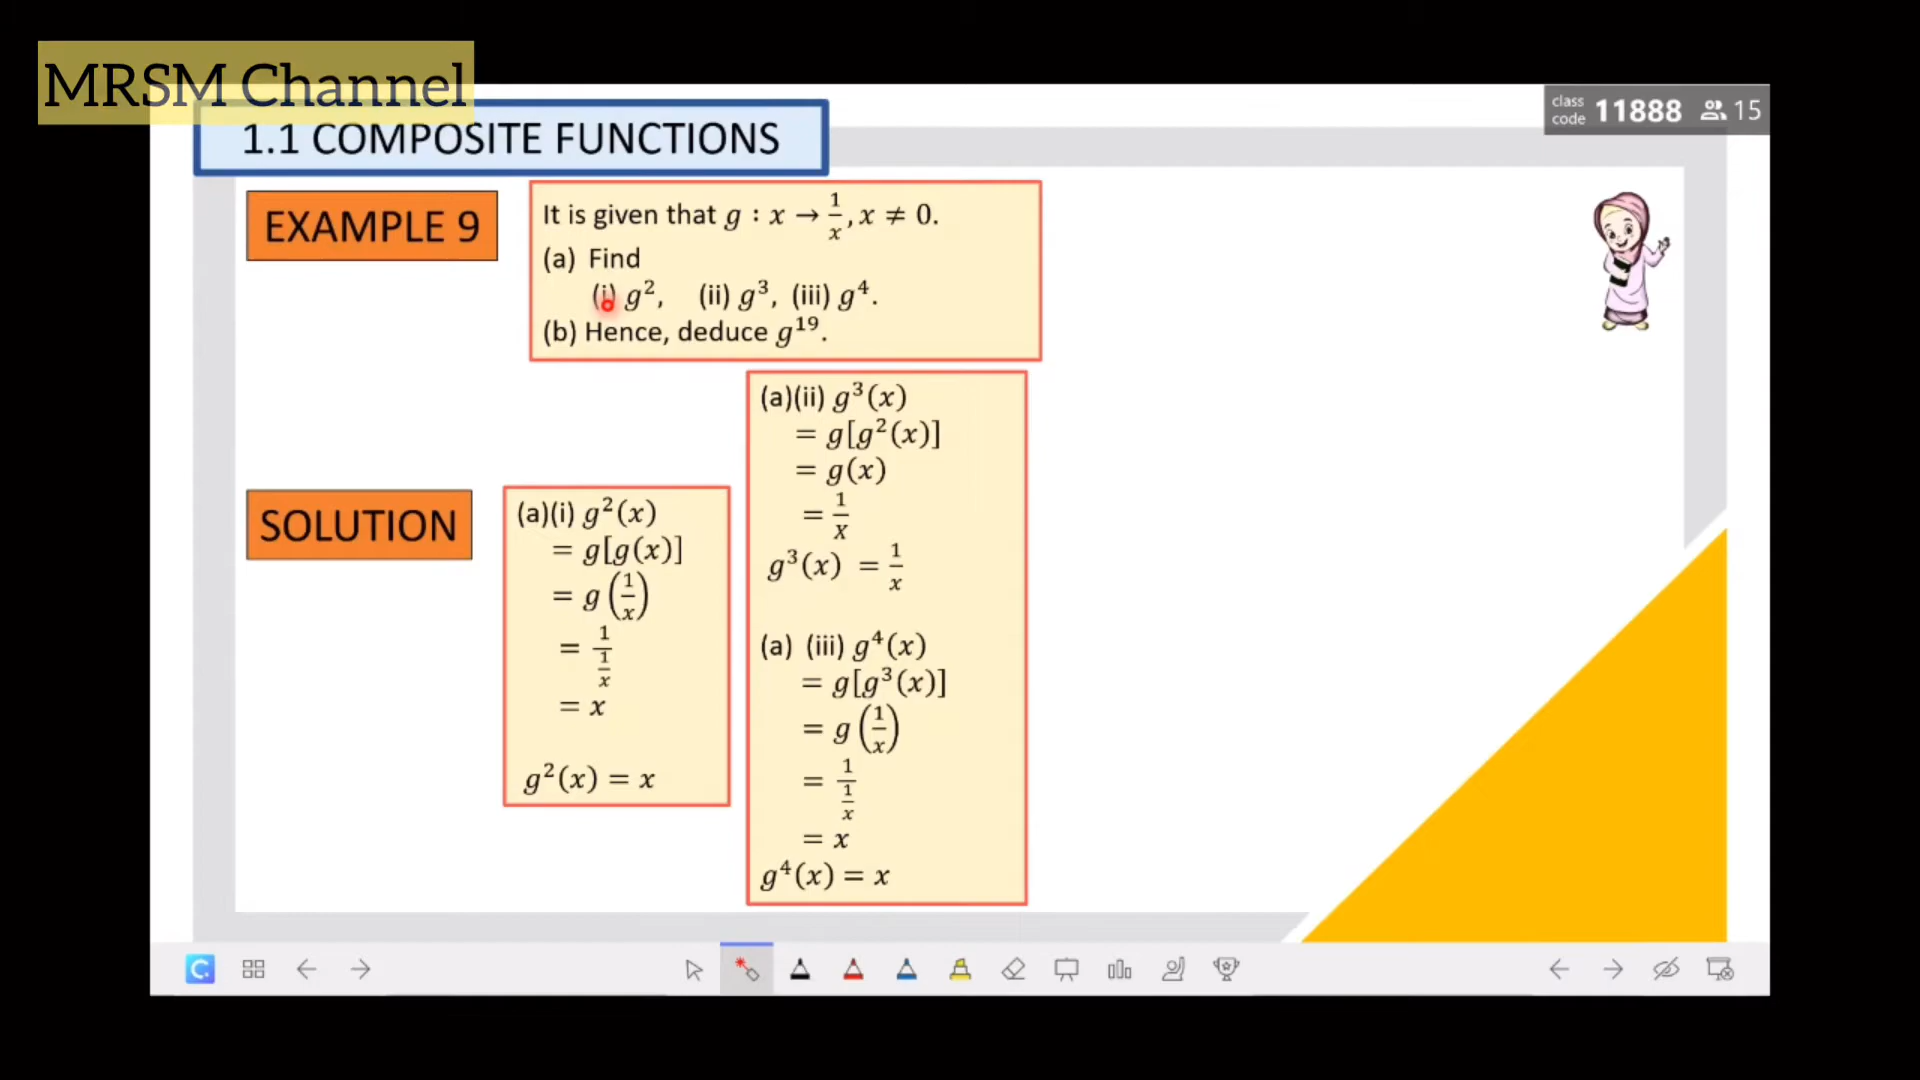 MRSM Channel
class code 11888 15
1.1 COMPOSITE FUNCTIONS
EXAMPLE 9
It is given that g : x → 1/x, x ≠ 0.
(a) Find
(i) g², (ii) g³, (iii) g⁴.
(b) Hence, deduce g¹⁹.
SOLUTION
(a)(i) g²(x)
= g[g(x)]
= g(1/x)
= 1/(1/x)
= x
g²(x) = x
(a)(ii) g³(x)
= g[g²(x)]
= g(x)
= 1/x
g³(x) = 1/x
(a) (iii) g⁴(x)
= g[g³(x)]
= g(1/x)
= 1/(1/x)
= x
g⁴(x) = x